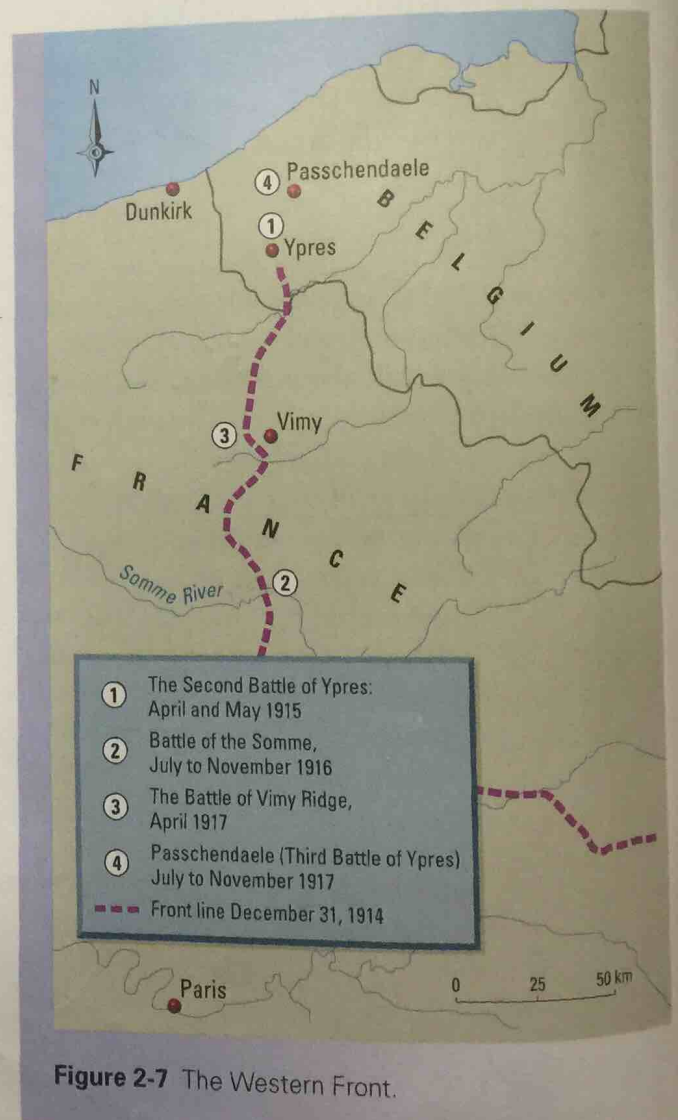 N
Passchendaele
4
Dunkirk
1
Ypres
BELGIUM
Vimy
3
FRANCE
Somme River
2
1 The Second Battle of Ypres:
April and May 1915
2 Battle of the Somme,
July to November 1916
3 The Battle of Vimy Ridge,
April 1917
4 Passchendaele (Third Battle of Ypres)
July to November 1917
Front line December 31, 1914
Paris
0 25 50 km
Figure 2-7 The Western Front.